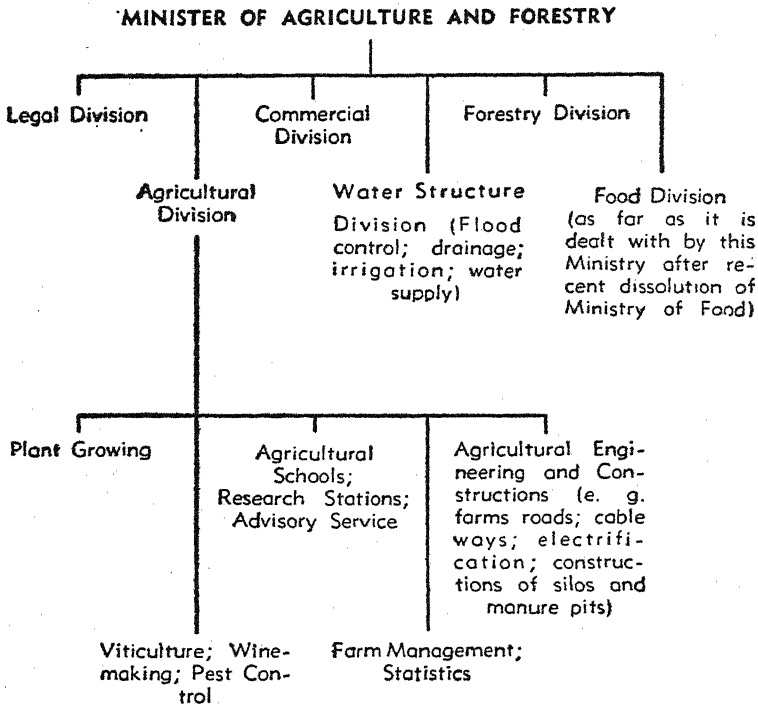 MINISTER OF AGRICULTURE AND FORESTRY
Legal Division
Commercial
Division
Forestry Division
Agricultural
Division
Water Structure
Division (Flood
control; drainage;
irrigation; water
supply)
Food Division
(as far as it is
dealt with by this
Ministry after re-
cent dissolution of
Ministry of Food)
Plant Growing
Agricultural
Schools;
Research Stations;
Advisory Service
Agricultural Engi-
neering and Con-
structions (e. g.
farms roads; cable
ways; electrifi-
cation; construc-
tions of silos and
manure pits)
Viticulture; Wine-
making; Pest Con-
trol
Farm Management;
Statistics